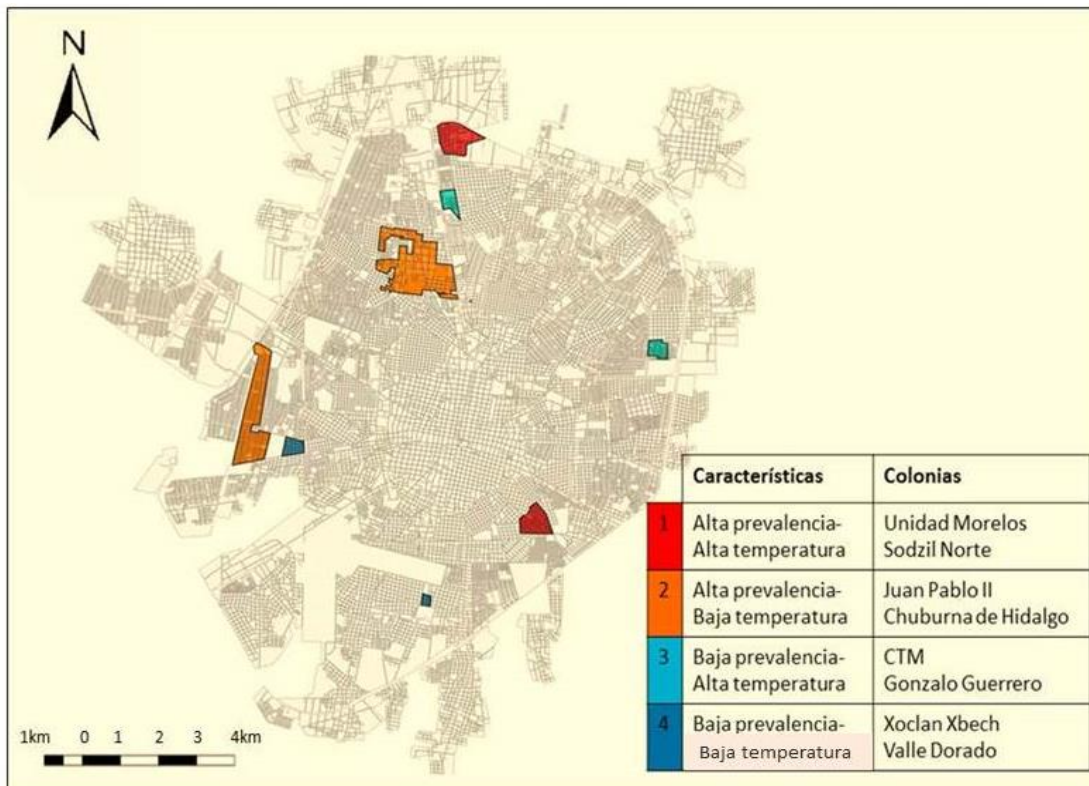 N
Características Colonias
1 Alta prevalencia- Unidad Morelos
Alta temperatura Sodzil Norte
2 Alta prevalencia- Juan Pablo II
Baja temperatura Chuburna de Hidalgo
3 Baja prevalencia- CTM
Alta temperatura Gonzalo Guerrero
4 Baja prevalencia- Xoclan Xbech
Baja temperatura Valle Dorado
1km 0 1 2 3 4km